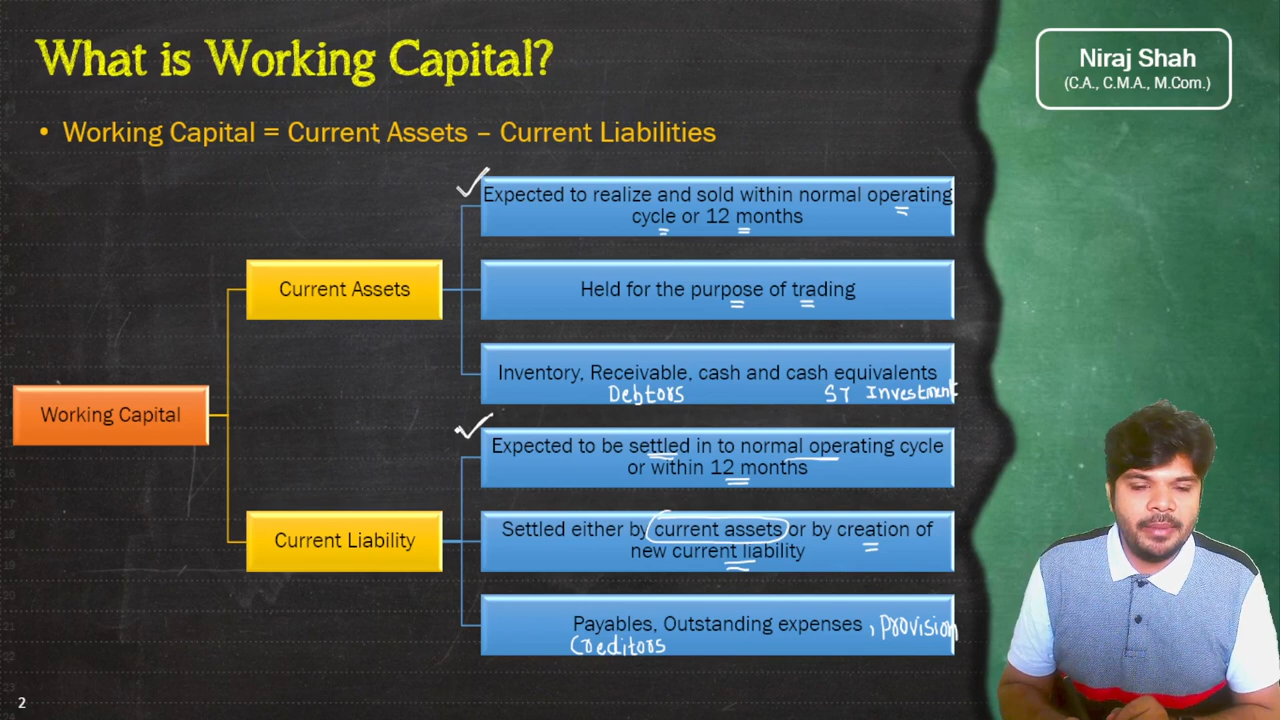 What is Working Capital?
Niraj Shah
(C.A., C.M.A., M.Com.)
• Working Capital = Current Assets – Current Liabilities
Working Capital
Current Assets
Expected to realize and sold within normal operating
cycle or 12 months
Held for the purpose of trading
Inventory, Receivable, cash and cash equivalents
Debtors ST Investment
Current Liability
Expected to be settled in to normal operating cycle
or within 12 months
Settled either by current assets or by creation of
new current liability
Payables, Outstanding expenses , Provision
Creditors
2